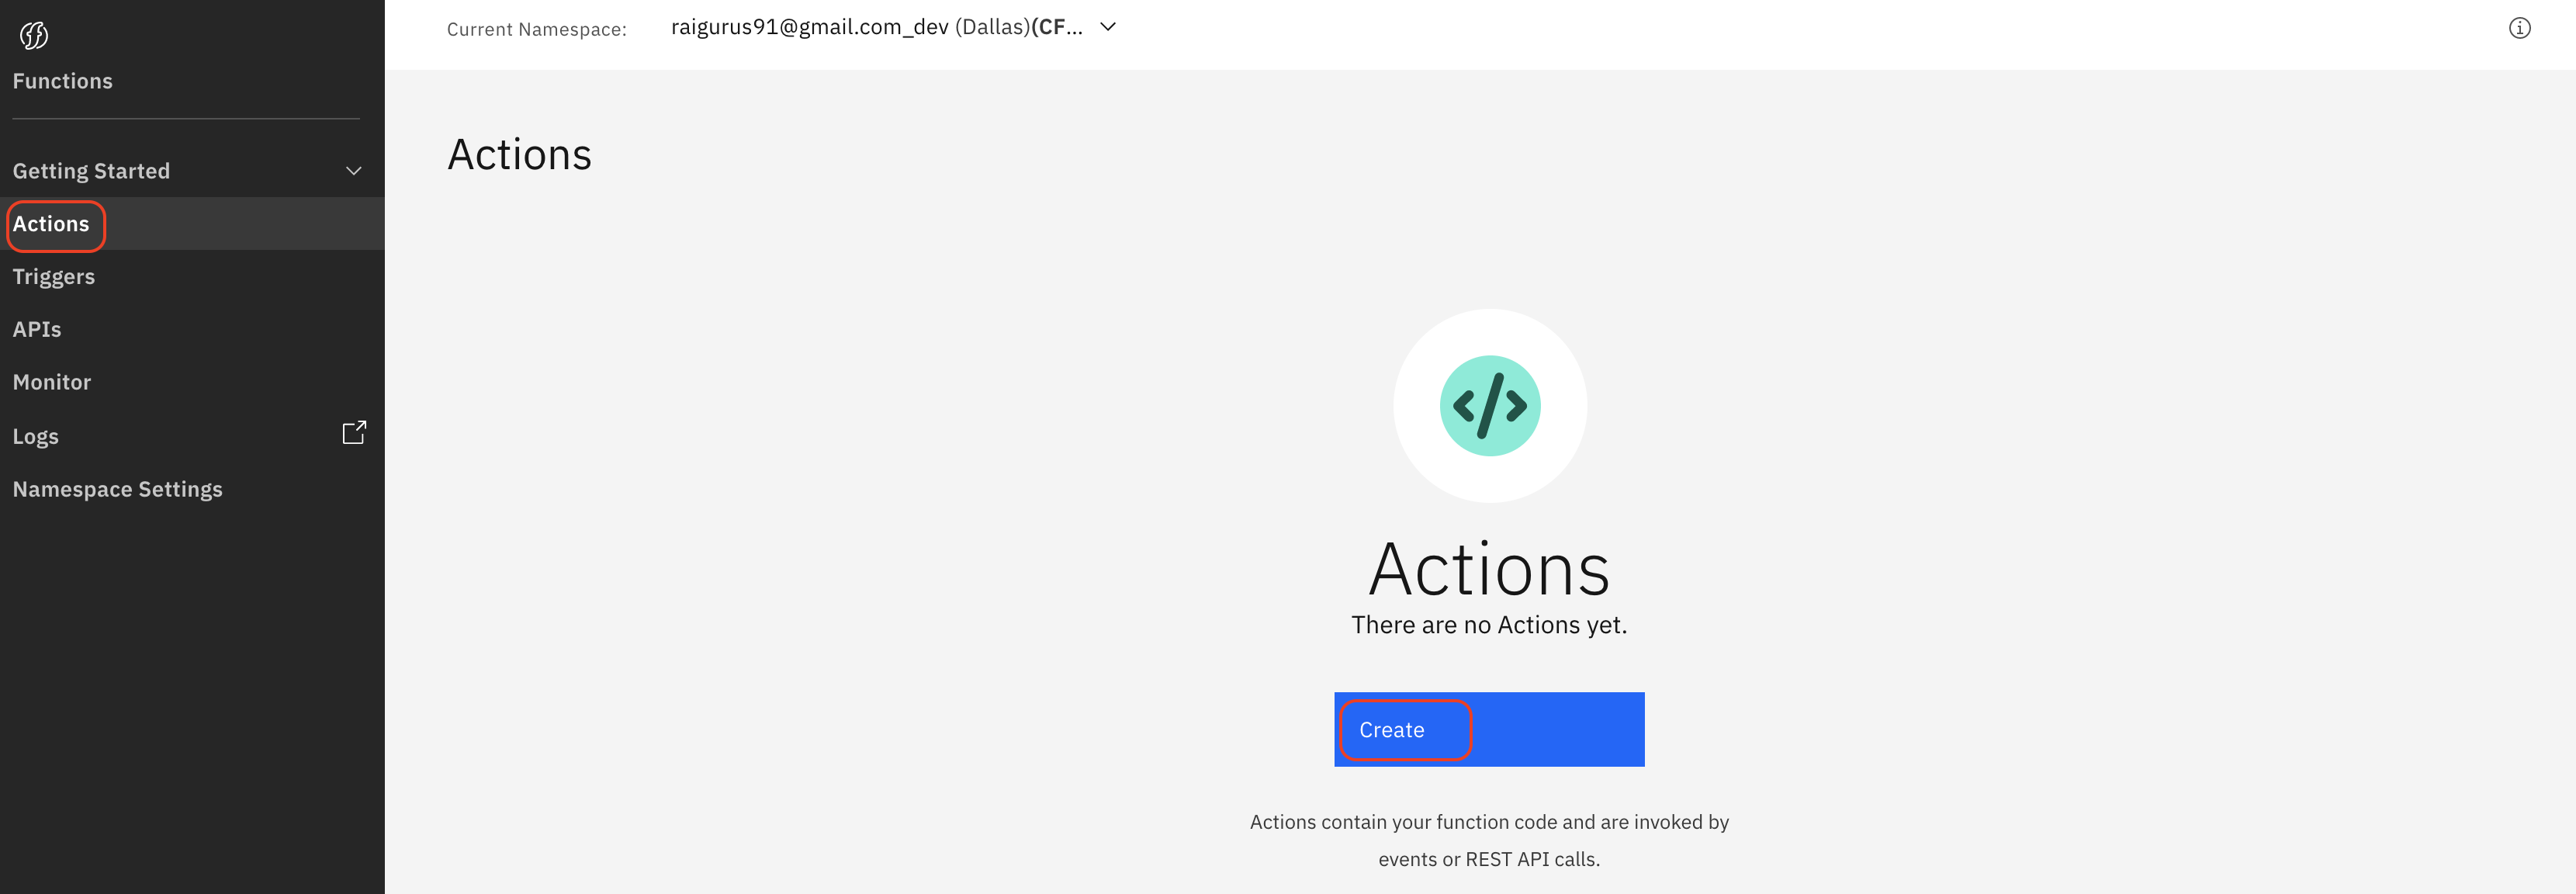 Functions
Getting Started
Actions
Triggers
APIs
Monitor
Logs
Namespace Settings
Current Namespace: raigurus91@gmail.com_dev (Dallas)(CF...
Actions
Actions
There are no Actions yet.
Create
Actions contain your function code and are invoked by
events or REST API calls.